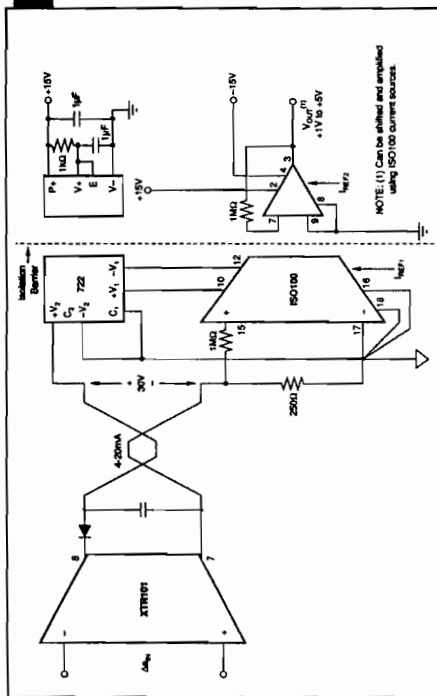 Isolation
Barrier
+15V
P+
V+
E
V–
1kΩ
1µF
1µF
722
+V2
C2
–V2
C1
+V1
–V1
+ 30V –
4-20mA
8
7
XTR101
–
+
ΔeIN
1MΩ
15
10
12
+
–
ISO100
17
18
16
IREF1
250Ω
+15V
–15V
1MΩ
7
2
4
3
9
8
IREF2
VOUT(1)
+1V to +5V
NOTE: (1) Can be shifted and amplified
using ISO100 current sources.